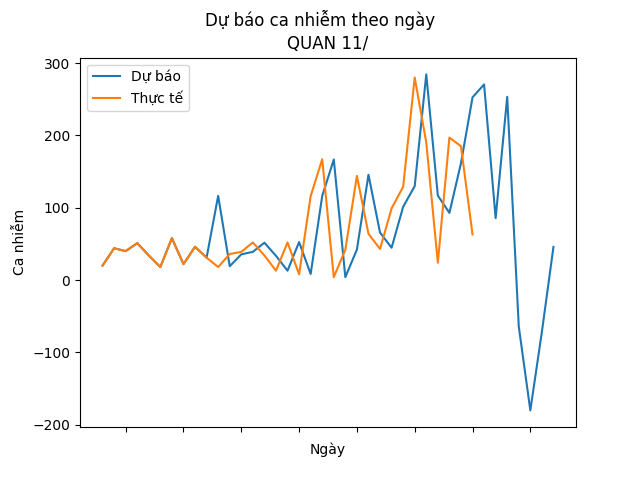 Dự báo ca nhiễm theo ngày
QUAN 11/
Dự báo
Thực tế
300
200
100
0
−100
−200
Ca nhiễm
Ngày